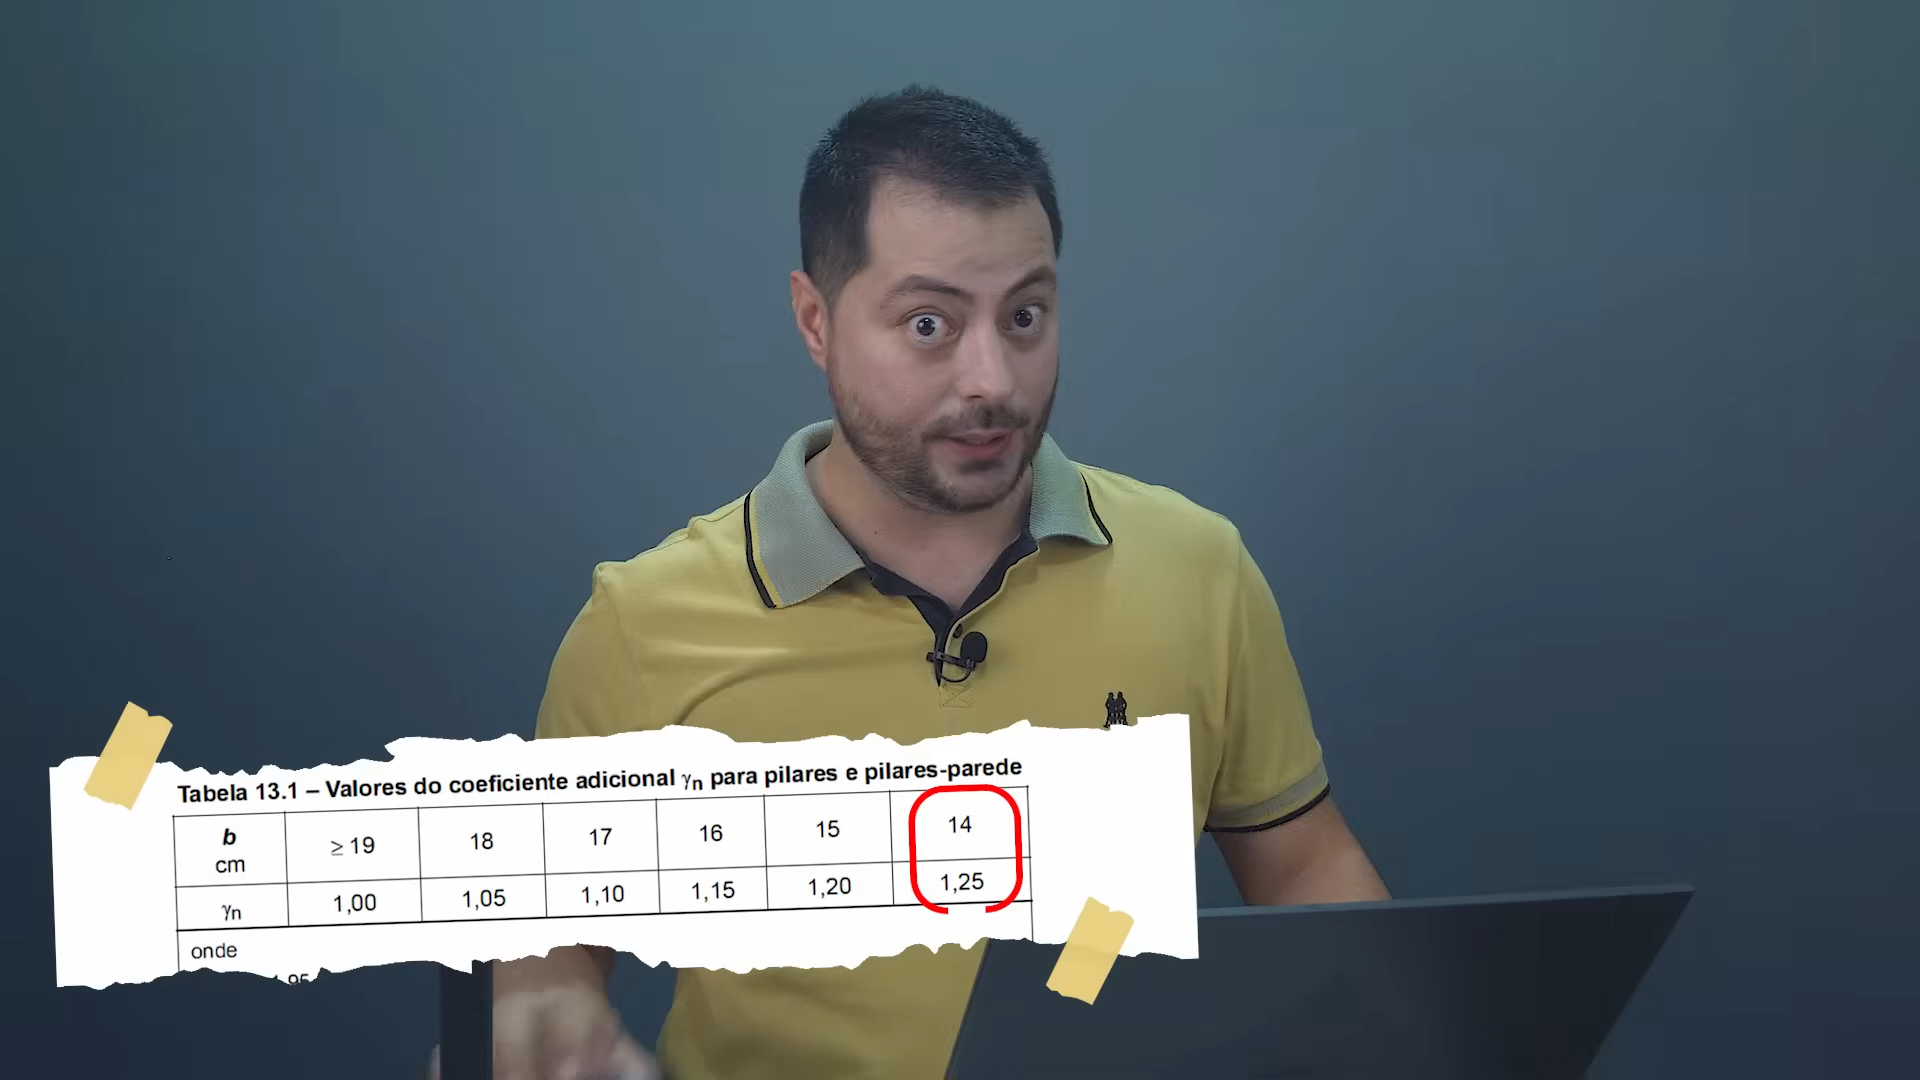 Tabela 13.1 – Valores do coeficiente adicional γn para pilares e pilares-parede
b cm ≥ 19 18 17 16 15 14
γn 1,00 1,05 1,10 1,15 1,20 1,25
onde